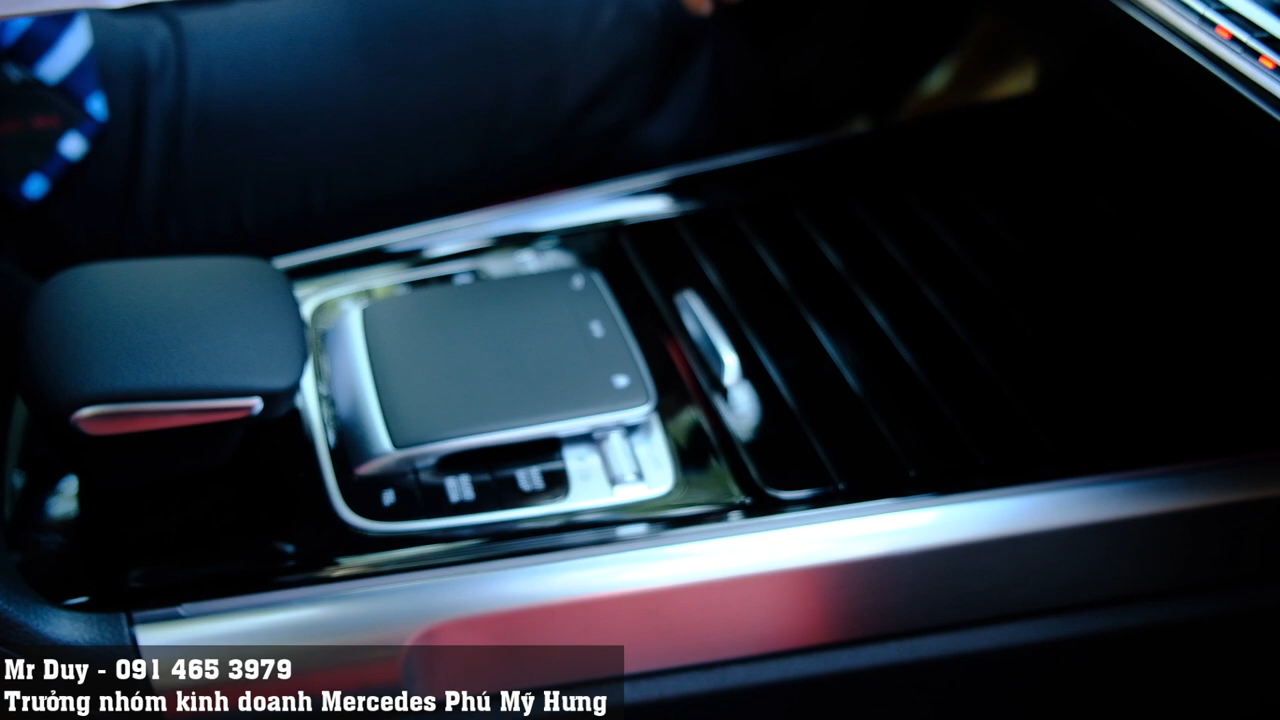 Mr Duy - 091 465 3979
Trưởng nhóm kinh doanh Mercedes Phú Mỹ Hưng